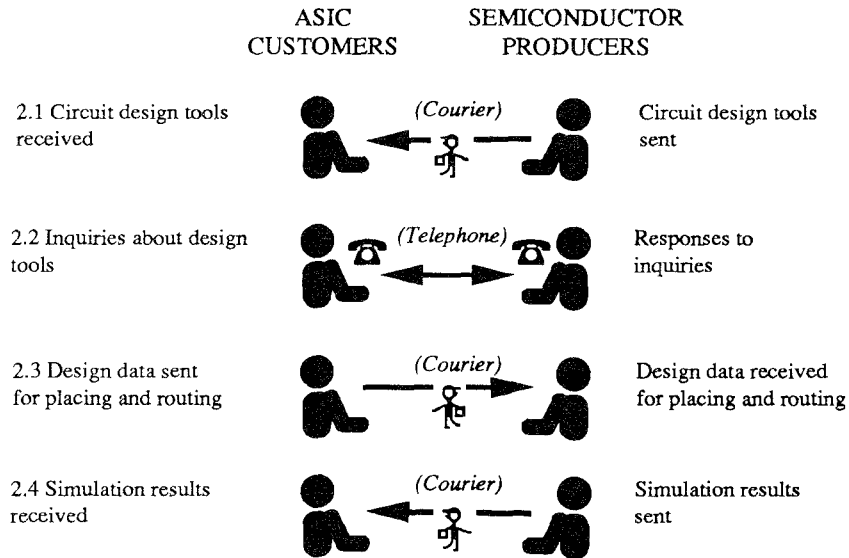 ASIC
CUSTOMERS
SEMICONDUCTOR
PRODUCERS
2.1 Circuit design tools
received
(Courier)
Circuit design tools
sent
2.2 Inquiries about design
tools
(Telephone)
Responses to
inquiries
2.3 Design data sent
for placing and routing
(Courier)
Design data received
for placing and routing
2.4 Simulation results
received
(Courier)
Simulation results
sent